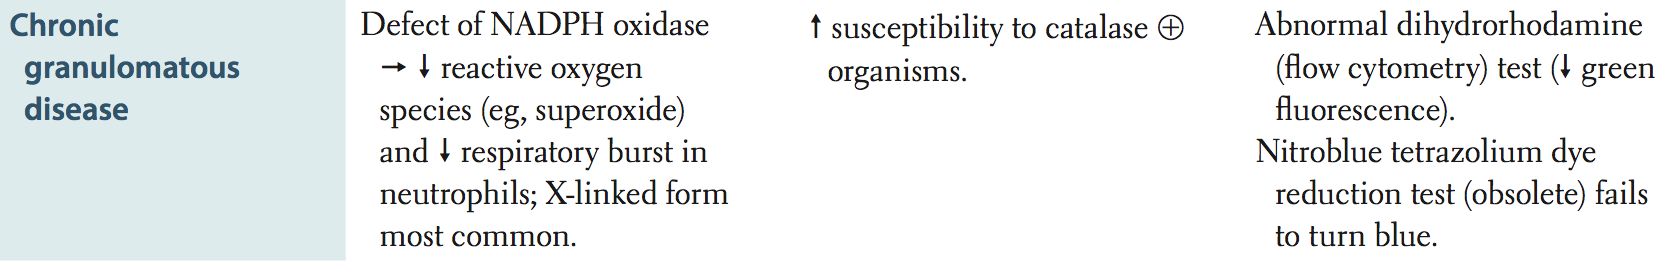 Chronic
granulomatous
disease
Defect of NADPH oxidase
→ ↓ reactive oxygen
species (eg, superoxide)
and ↓ respiratory burst in
neutrophils; X-linked form
most common.
↑ susceptibility to catalase ⊕
organisms.
Abnormal dihydrorhodamine
(flow cytometry) test (↓ green
fluorescence).
Nitroblue tetrazolium dye
reduction test (obsolete) fails
to turn blue.